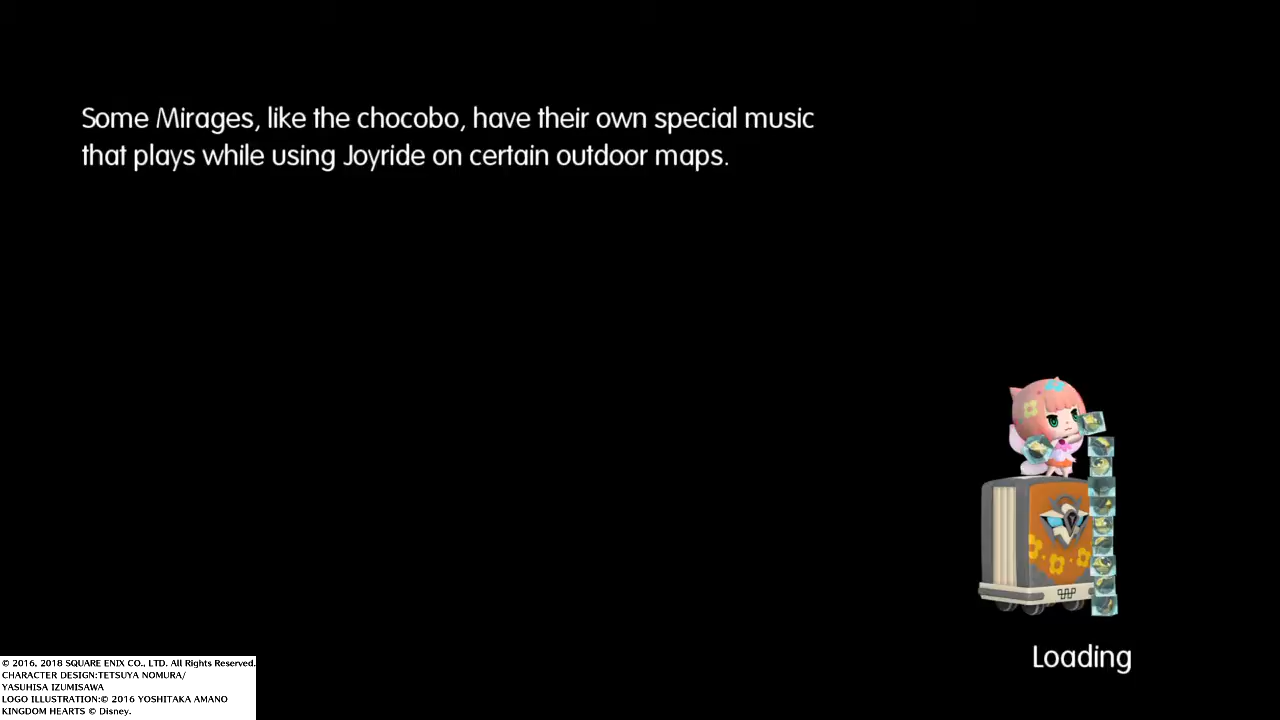 Some Mirages, like the chocobo, have their own special music
that plays while using Joyride on certain outdoor maps.
Loading
© 2016, 2018 SQUARE ENIX CO., LTD. All Rights Reserved.
CHARACTER DESIGN:TETSUYA NOMURA/
YASUHISA IZUMISAWA
LOGO ILLUSTRATION:© 2016 YOSHITAKA AMANO
KINGDOM HEARTS © Disney.